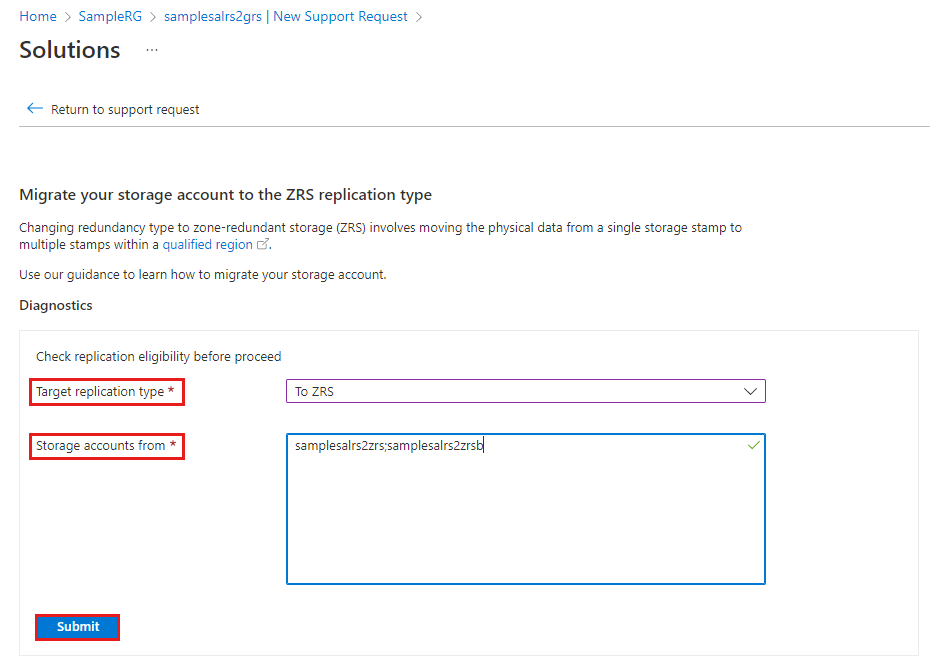 Home > SampleRG > samplesalrs2grs | New Support Request >
Solutions ...
← Return to support request
Migrate your storage account to the ZRS replication type
Changing redundancy type to zone-redundant storage (ZRS) involves moving the physical data from a single storage stamp to
multiple stamps within a qualified region.
Use our guidance to learn how to migrate your storage account.
Diagnostics
Check replication eligibility before proceed
Target replication type * To ZRS
Storage accounts from * samplesalrs2zrs;samplesalrs2zrsb
Submit